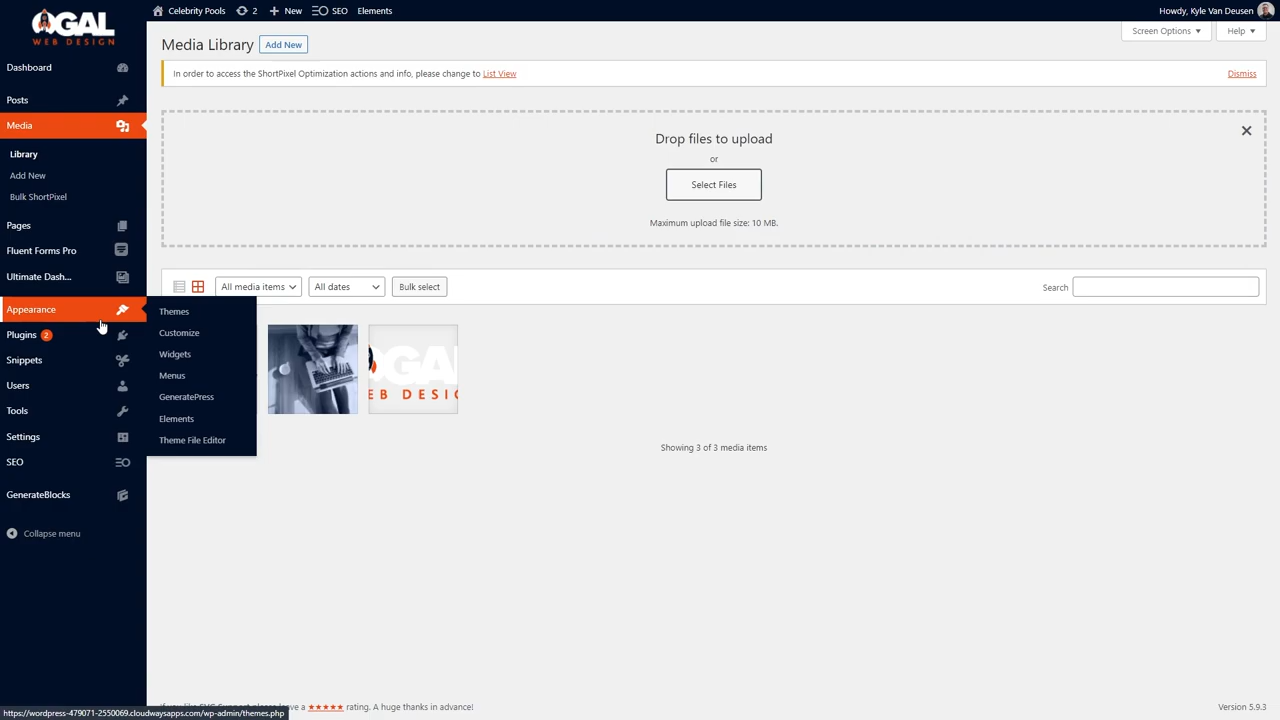 OGAL
WEB DESIGN
Celebrity Pools
2
New
SEO
Elements
Howdy, Kyle Van Deusen
Dashboard
Posts
Media
Library
Add New
Bulk ShortPixel
Pages
Fluent Forms Pro
Ultimate Dash...
Appearance
Plugins 2
Snippets
Users
Tools
Settings
SEO
GenerateBlocks
Collapse menu
Themes
Customize
Widgets
Menus
GeneratePress
Elements
Theme File Editor
Media Library
Add New
Screen Options
Help
In order to access the ShortPixel Optimization actions and info, please change to List View
Dismiss
Drop files to upload
or
Select Files
Maximum upload file size: 10 MB.
All media items
All dates
Bulk select
Search
OGAL
EB DESIG
Showing 3 of 3 media items
leave a ★★★★★ rating. A huge thanks in advance!
Version 5.9.3
https://wordpress-479071-2550069.cloudwaysapps.com/wp-admin/themes.php